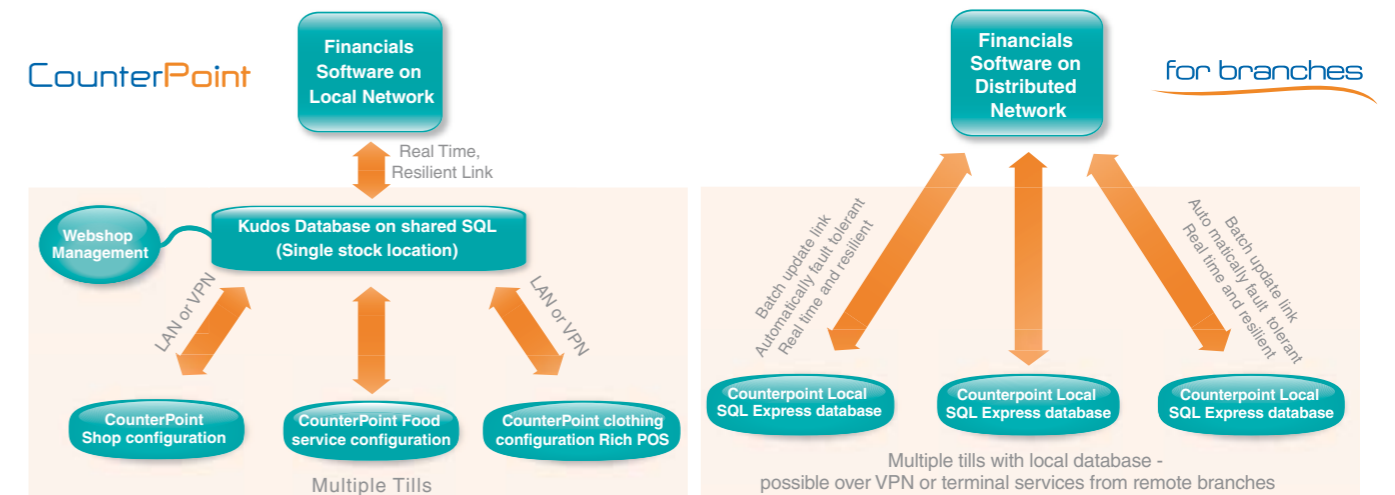 CounterPoint
Financials
Software on
Local Network
Real Time,
Resilient Link
Webshop
Management
Kudos Database on shared SQL
(Single stock location)
LAN or VPN
LAN or VPN
CounterPoint
Shop configuration
CounterPoint Food
service configuration
CounterPoint clothing
configuration Rich POS
Multiple Tills
for branches
Financials
Software on
Distributed
Network
Batch update link
Automatically fault tolerant
Real time and resilient
Batch update link
Auto matically fault tolerant
Real time and resilient
Counterpoint Local
SQL Express database
Counterpoint Local
SQL Express database
Counterpoint Local
SQL Express database
Multiple tills with local database -
possible over VPN or terminal services from remote branches